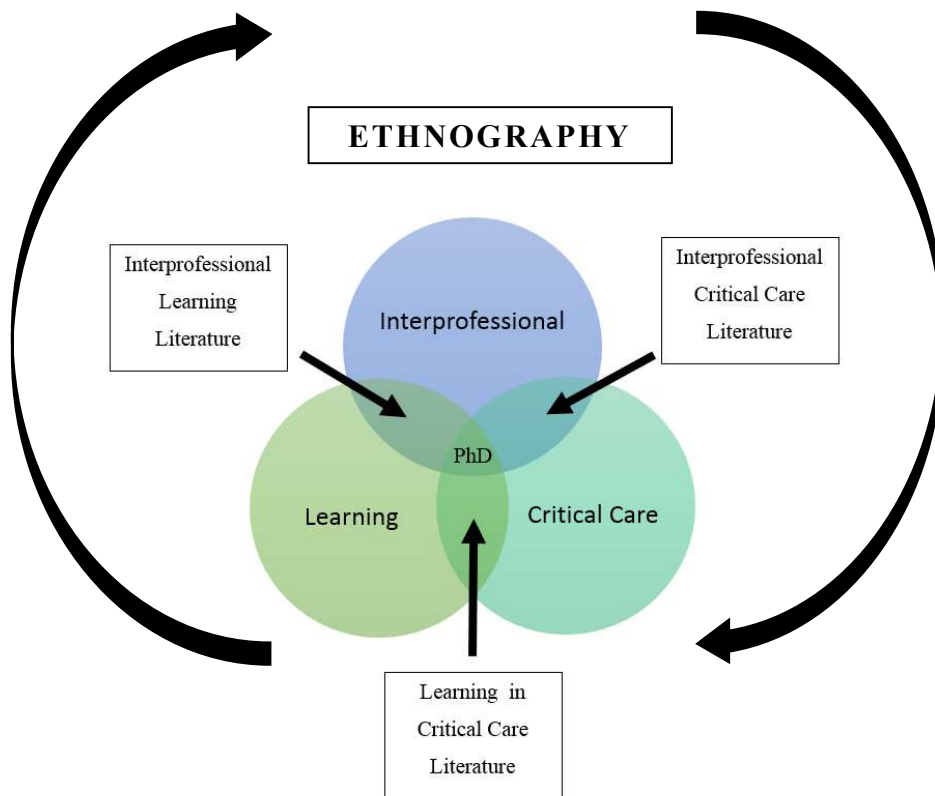 ETHNOGRAPHY
Interprofessional
Learning
Literature
Interprofessional
Critical Care
Literature
Interprofessional
PhD
Learning
Critical Care
Learning in
Critical Care
Literature